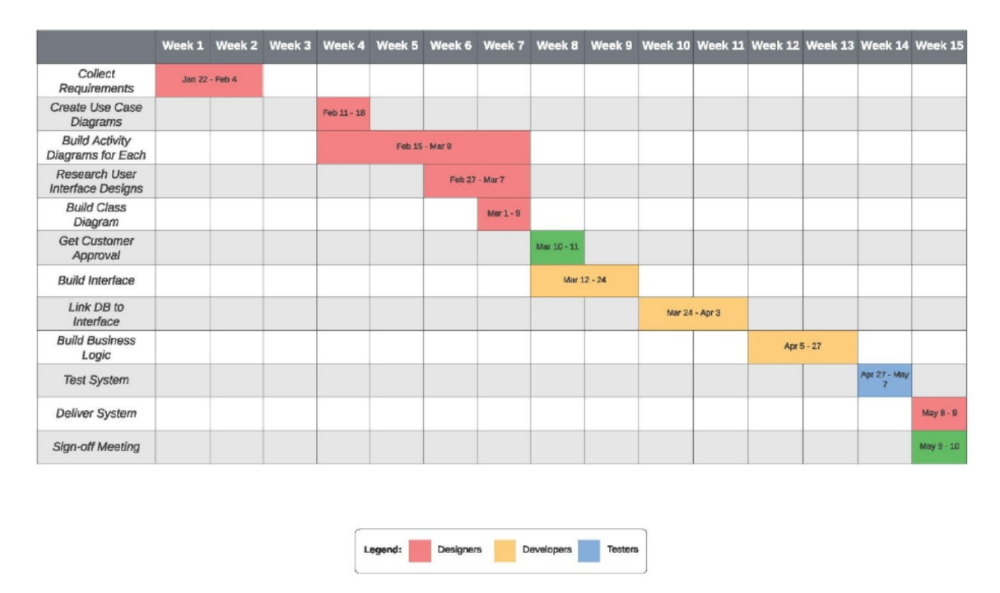 Week 1 Week 2 Week 3 Week 4 Week 5 Week 6 Week 7 Week 8 Week 9 Week 10 Week 11 Week 12 Week 13 Week 14 Week 15
Collect
Requirements
Jan 22 - Feb 4
Create Use Case
Diagrams
Feb 11 - 18
Build Activity
Diagrams for Each
Feb 15 - Mar 9
Research User
Interface Designs
Feb 27 - Mar 7
Build Class
Diagram
Mar 1 - 9
Get Customer
Approval
Mar 10 - 11
Build Interface
Mar 12 - 24
Link DB to
Interface
Mar 24 - Apr 3
Build Business
Logic
Apr 5 - 27
Test System
Apr 27 - May
7
Deliver System
May 8 - 9
Sign-off Meeting
May 9 - 10
Legend: Designers Developers Testers